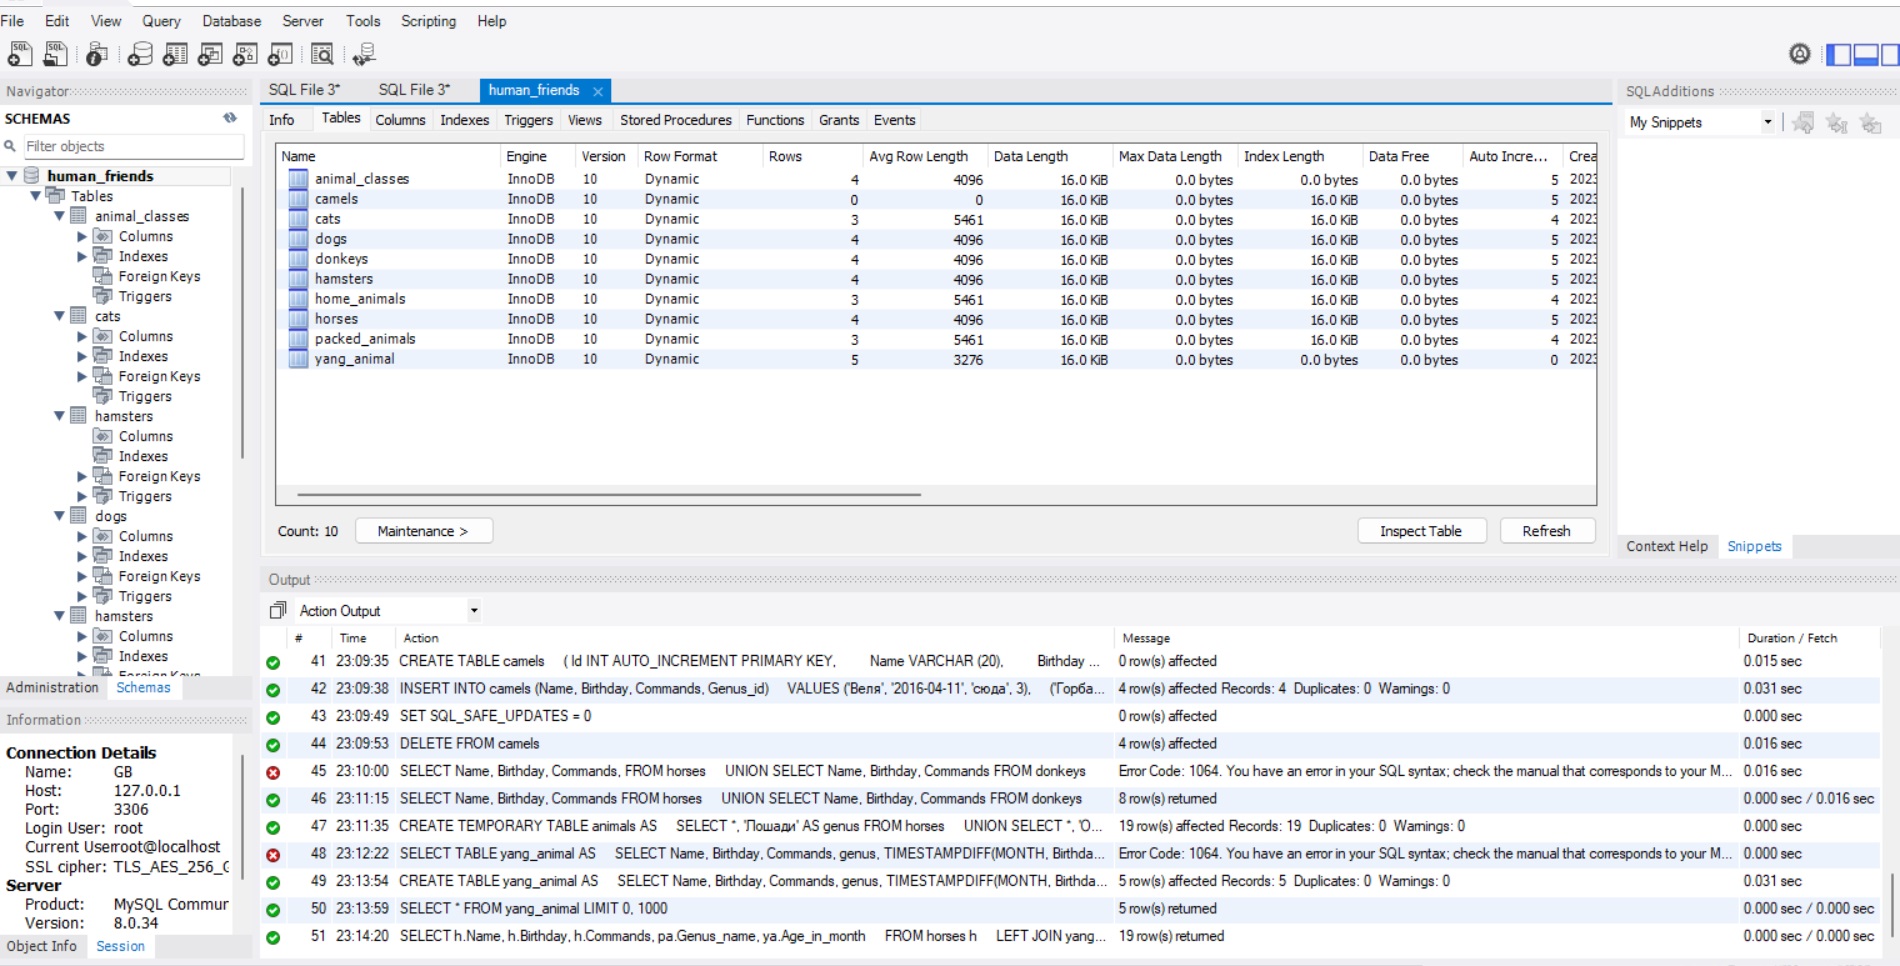 File Edit View Query Database Server Tools Scripting Help
Navigator
SCHEMAS
Filter objects
human_friends
Tables
animal_classes
Columns
Indexes
Foreign Keys
Triggers
cats
Columns
Indexes
Foreign Keys
Triggers
hamsters
Columns
Indexes
Foreign Keys
Triggers
dogs
Columns
Indexes
Foreign Keys
Triggers
hamsters
Columns
Indexes
Foreign Keys
Administration Schemas
Information
Connection Details
Name: GB
Host: 127.0.0.1
Port: 3306
Login User: root
Current User root@localhost
SSL cipher: TLS_AES_256_G
Server
Product: MySQL Commur
Version: 8.0.34
Object Info Session
SQL File 3* SQL File 3* human_friends
Info Tables Columns Indexes Triggers Views Stored Procedures Functions Grants Events
Name Engine Version Row Format Rows Avg Row Length Data Length Max Data Length Index Length Data Free Auto Incre... Crea
animal_classes InnoDB 10 Dynamic 4 4096 16.0 KiB 0.0 bytes 0.0 bytes 0.0 bytes 5 2023
camels InnoDB 10 Dynamic 0 0 16.0 KiB 0.0 bytes 16.0 KiB 0.0 bytes 5 2023
cats InnoDB 10 Dynamic 3 5461 16.0 KiB 0.0 bytes 16.0 KiB 0.0 bytes 4 2023
dogs InnoDB 10 Dynamic 4 4096 16.0 KiB 0.0 bytes 16.0 KiB 0.0 bytes 5 2023
donkeys InnoDB 10 Dynamic 4 4096 16.0 KiB 0.0 bytes 16.0 KiB 0.0 bytes 5 2023
hamsters InnoDB 10 Dynamic 4 4096 16.0 KiB 0.0 bytes 16.0 KiB 0.0 bytes 5 2023
home_animals InnoDB 10 Dynamic 3 5461 16.0 KiB 0.0 bytes 16.0 KiB 0.0 bytes 4 2023
horses InnoDB 10 Dynamic 4 4096 16.0 KiB 0.0 bytes 16.0 KiB 0.0 bytes 5 2023
packed_animals InnoDB 10 Dynamic 3 5461 16.0 KiB 0.0 bytes 16.0 KiB 0.0 bytes 4 2023
yang_animal InnoDB 10 Dynamic 5 3276 16.0 KiB 0.0 bytes 0.0 bytes 0.0 bytes 0 2023
Count: 10 Maintenance > Inspect Table Refresh
SQLAdditions
My Snippets
Context Help Snippets
Output
Action Output
# Time Action Message Duration / Fetch
41 23:09:35 CREATE TABLE camels ( Id INT AUTO_INCREMENT PRIMARY KEY, Name VARCHAR (20), Birthday ... 0 row(s) affected 0.015 sec
42 23:09:38 INSERT INTO camels (Name, Birthday, Commands, Genus_id) VALUES ('Веля', '2016-04-11', 'сюда', 3), ('Горба... 4 row(s) affected Records: 4 Duplicates: 0 Warnings: 0 0.031 sec
43 23:09:49 SET SQL_SAFE_UPDATES = 0 0 row(s) affected 0.000 sec
44 23:09:53 DELETE FROM camels 4 row(s) affected 0.016 sec
45 23:10:00 SELECT Name, Birthday, Commands, FROM horses UNION SELECT Name, Birthday, Commands FROM donkeys Error Code: 1064. You have an error in your SQL syntax; check the manual that corresponds to your M... 0.016 sec
46 23:11:15 SELECT Name, Birthday, Commands FROM horses UNION SELECT Name, Birthday, Commands FROM donkeys 8 row(s) returned 0.000 sec / 0.016 sec
47 23:11:35 CREATE TEMPORARY TABLE animals AS SELECT *, 'Лошади' AS genus FROM horses UNION SELECT *, 'О... 19 row(s) affected Records: 19 Duplicates: 0 Warnings: 0 0.000 sec
48 23:12:22 SELECT TABLE yang_animal AS SELECT Name, Birthday, Commands, genus, TIMESTAMPDIFF(MONTH, Birthda... Error Code: 1064. You have an error in your SQL syntax; check the manual that corresponds to your M... 0.000 sec
49 23:13:54 CREATE TABLE yang_animal AS SELECT Name, Birthday, Commands, genus, TIMESTAMPDIFF(MONTH, Birthda... 5 row(s) affected Records: 5 Duplicates: 0 Warnings: 0 0.031 sec
50 23:13:59 SELECT * FROM yang_animal LIMIT 0, 1000 5 row(s) returned 0.000 sec / 0.000 sec
51 23:14:20 SELECT h.Name, h.Birthday, h.Commands, pa.Genus_name, ya.Age_in_month FROM horses h LEFT JOIN yang... 19 row(s) returned 0.000 sec / 0.000 sec